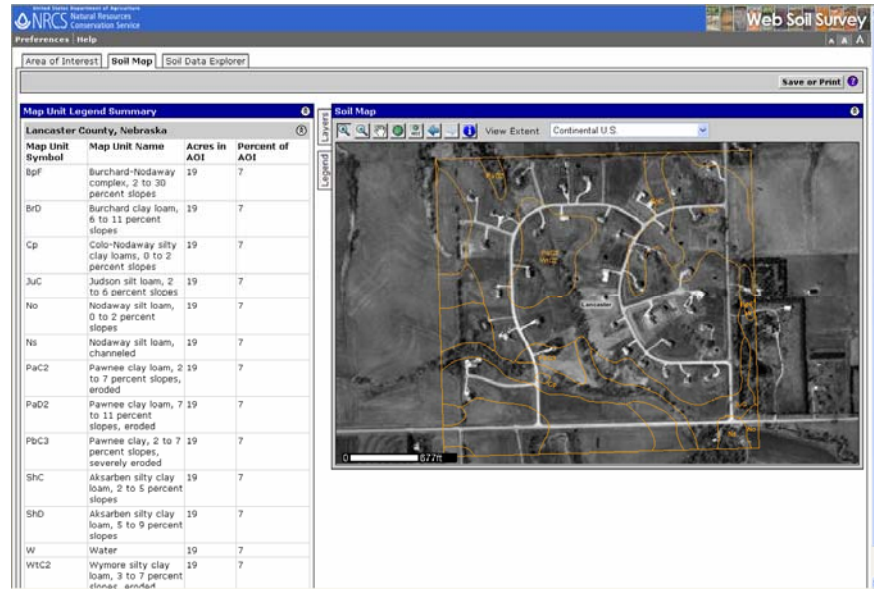 United States Department of Agriculture
NRCS Natural Resources
Conservation Service
Web Soil Survey
Preferences Help
A A A
Area of Interest Soil Map Soil Data Explorer
Save or Print ?
Map Unit Legend Summary
Lancaster County, Nebraska
Map Unit Symbol Map Unit Name Acres in AOI Percent of AOI
BpF Burchard-Nodaway 19 7
complex, 2 to 30
percent slopes
BrD Burchard clay loam, 19 7
6 to 11 percent
slopes
Cp Colo-Nodaway silty 19 7
clay loams, 0 to 2
percent slopes
JuC Judson silt loam, 2 19 7
to 6 percent slopes
No Nodaway silt loam, 19 7
0 to 2 percent
slopes
Ns Nodaway silt loam, 19 7
channeled
PaC2 Pawnee clay loam, 2 19 7
to 7 percent slopes,
eroded
PaD2 Pawnee clay loam, 7 19 7
to 11 percent
slopes, eroded
PbC3 Pawnee clay, 2 to 7 19 7
percent slopes,
severely eroded
ShC Aksarben silty clay 19 7
loam, 2 to 5 percent
slopes
ShD Aksarben silty clay 19 7
loam, 5 to 9 percent
slopes
W Water 19 7
WtC2 Wymore silty clay 19 7
loam, 3 to 7 percent
slopes, eroded
Layers
Legend
Soil Map
View Extent Continental U.S.
Lancaster
0 677ft